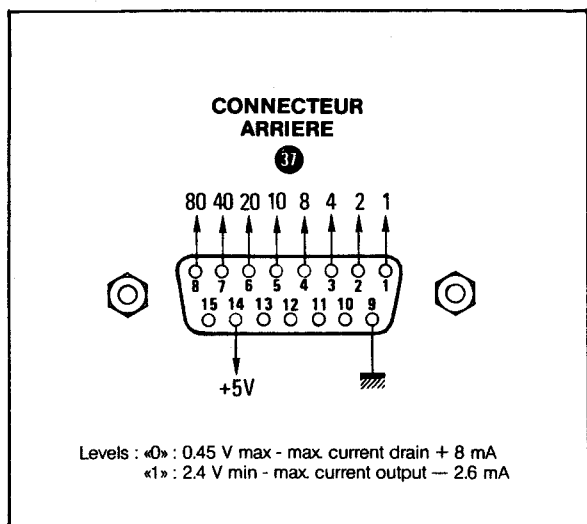 CONNECTEUR
ARRIERE
37
80 40 20 10 8 4 2 1
8 7 6 5 4 3 2 1
15 14 13 12 11 10 9
+5V
Levels : «0» : 0.45 V max - max. current drain + 8 mA
«1» : 2.4 V min - max. current output — 2.6 mA